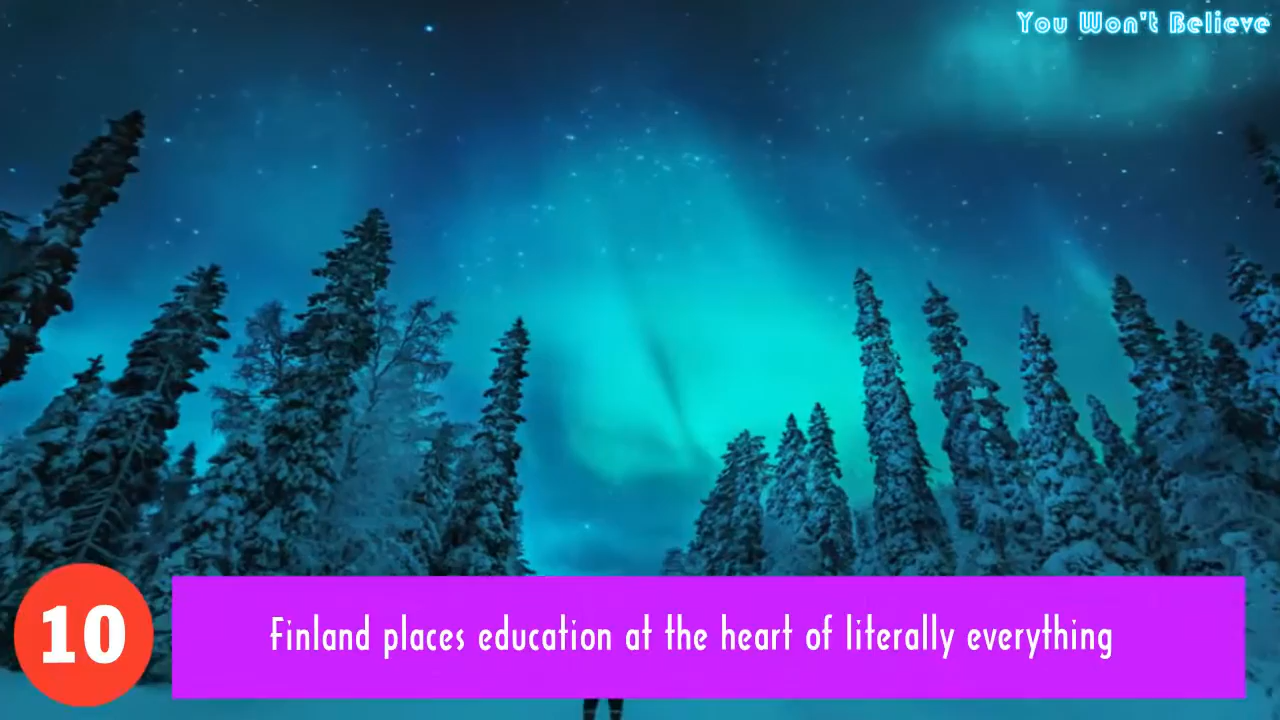 You Won't Believe
10
Finland places education at the heart of literally everything